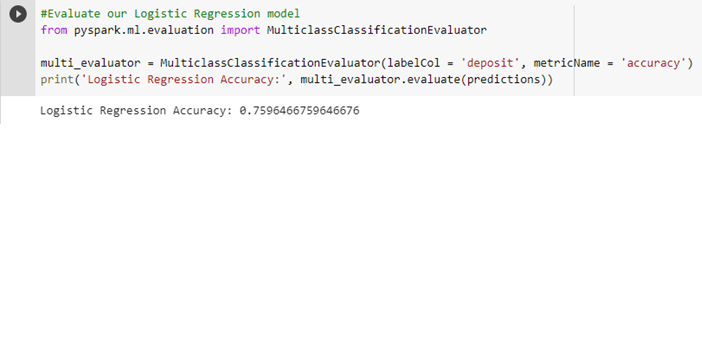 #Evaluate our Logistic Regression model
from pyspark.ml.evaluation import MulticlassClassificationEvaluator
multi_evaluator = MulticlassClassificationEvaluator(labelCol = 'deposit', metricName = 'accuracy')
print('Logistic Regression Accuracy:', multi_evaluator.evaluate(predictions))
Logistic Regression Accuracy: 0.7596466759646676